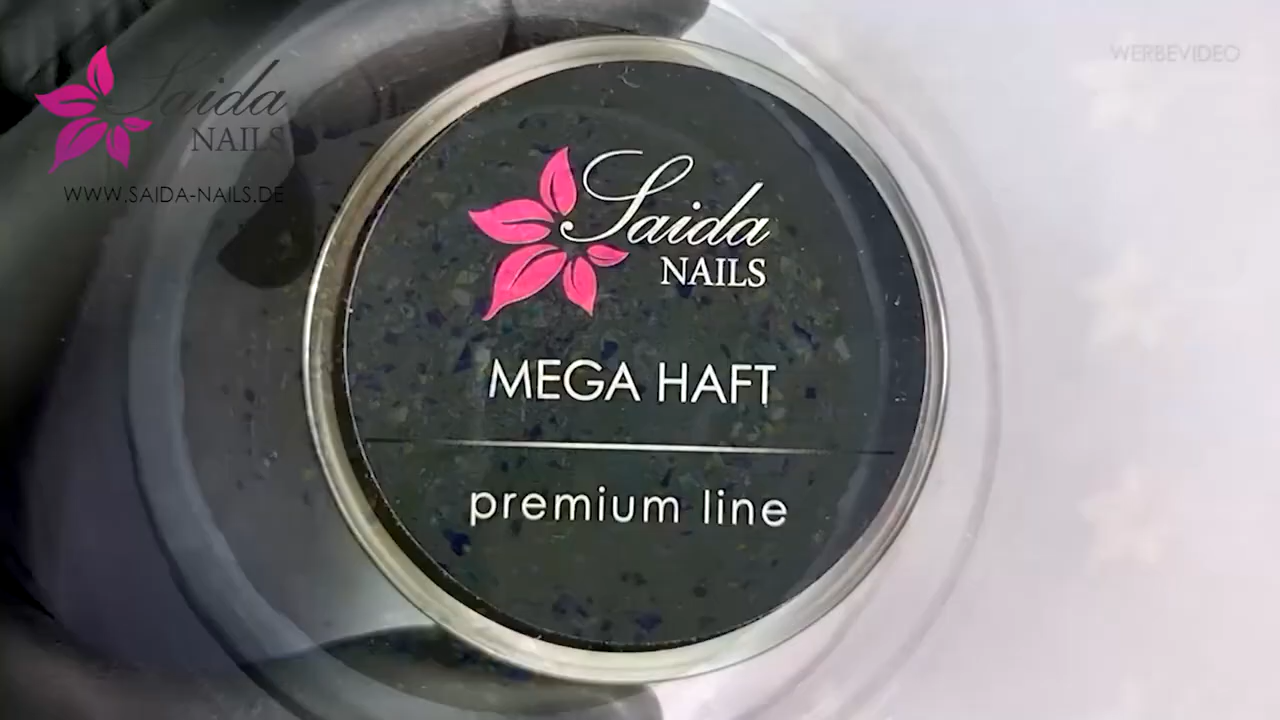 Saida
NAILS
WWW.SAIDA-NAILS.DE
WERBEVIDEO
Saida
NAILS
MEGA HAFT
premium line